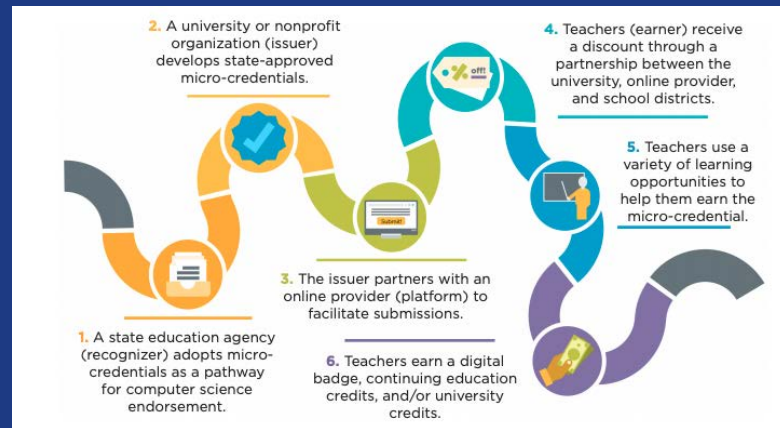 1. A state education agency
(recognizer) adopts micro-
credentials as a pathway
for computer science
endorsement.
2. A university or nonprofit
organization (issuer)
develops state-approved
micro-credentials.
3. The issuer partners with an
online provider (platform) to
facilitate submissions.
Submit
4. Teachers (earner) receive
a discount through a
partnership between the
university, online provider,
and school districts.
% off!
5. Teachers use a
variety of learning
opportunities to
help them earn the
micro-credential.
6. Teachers earn a digital
badge, continuing education
credits, and/or university
credits.